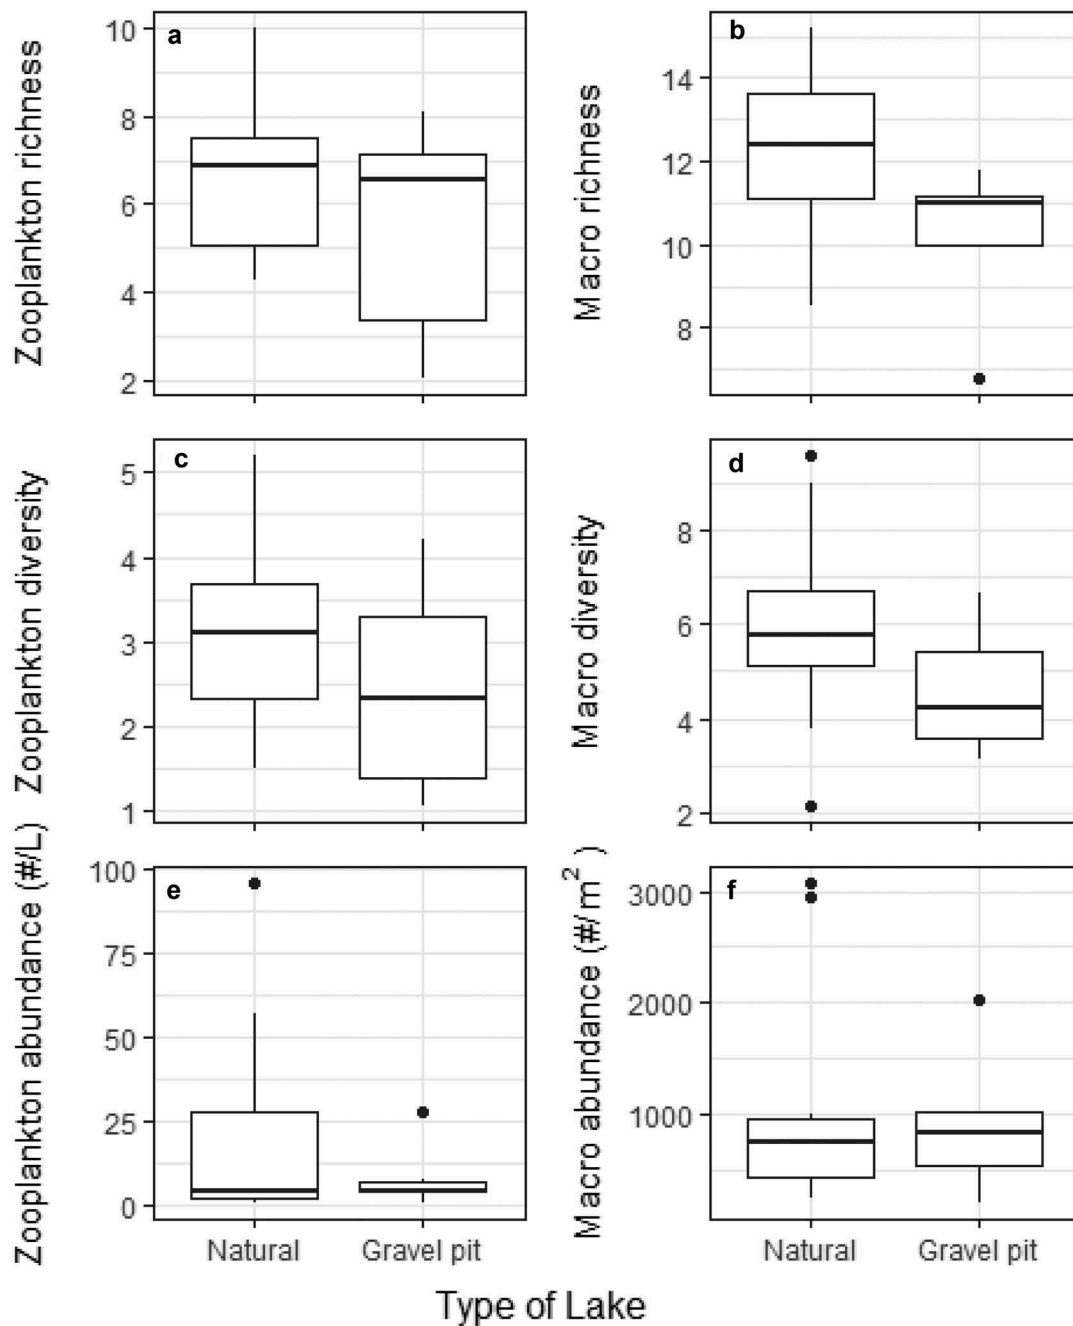 Zooplankton richness
a
10
8
6
4
2
Macro richness
b
14
12
10
8
Zooplankton diversity
c
5
4
3
2
1
Macro diversity
d
8
6
4
2
Zooplankton abundance (#/L)
e
100
75
50
25
0
Natural
Gravel pit
Macro abundance (#/m²)
f
3000
2000
1000
Natural
Gravel pit
Type of Lake